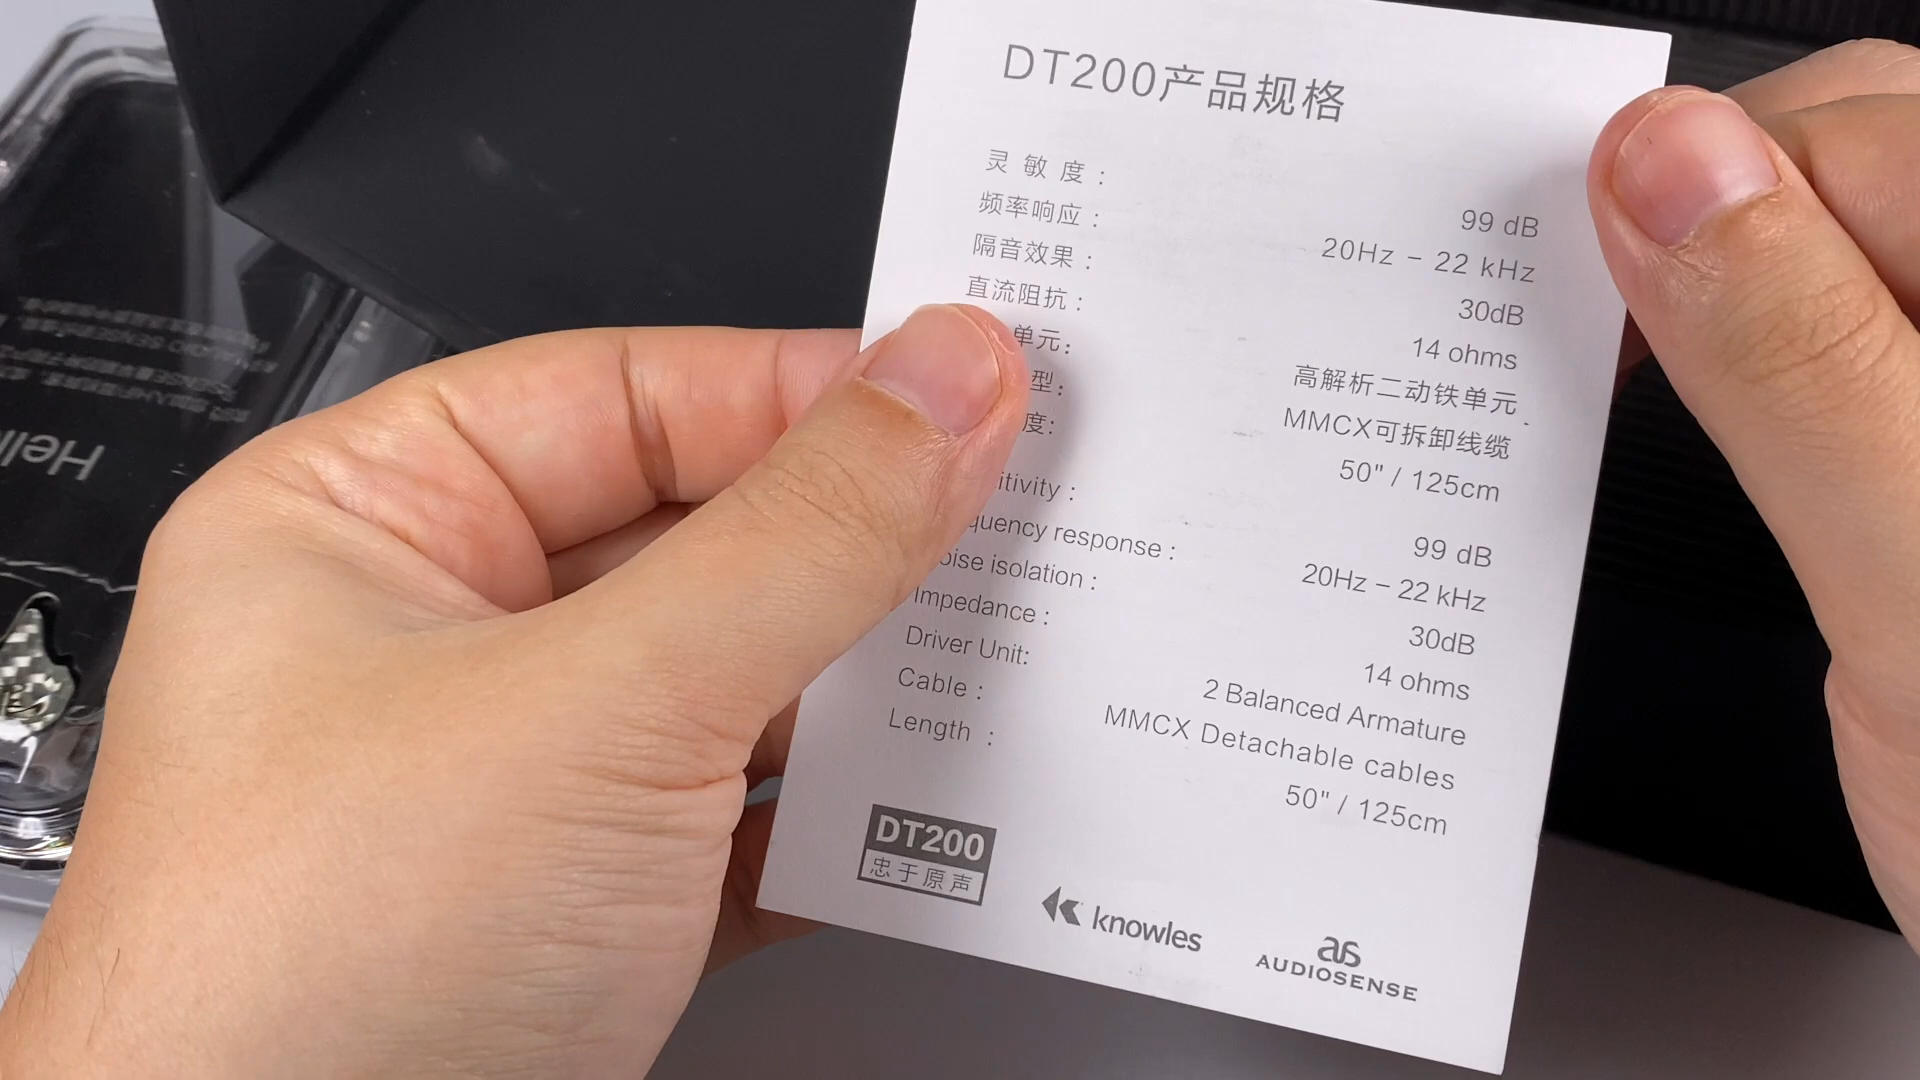 DT200产品规格
灵敏度： 99 dB
频率响应： 20Hz – 22 kHz
隔音效果： 30dB
直流阻抗： 14 ohms
单元: 高解析二动铁单元
型: MMCX可拆卸线缆
度: 50" / 125cm
itivity : 99 dB
quency response : 20Hz – 22 kHz
oise isolation : 30dB
Impedance : 14 ohms
Driver Unit: 2 Balanced Armature
Cable : MMCX Detachable cables
Length : 50" / 125cm
DT200
忠于原声
knowles
as
AUDIOSENSE
Hell